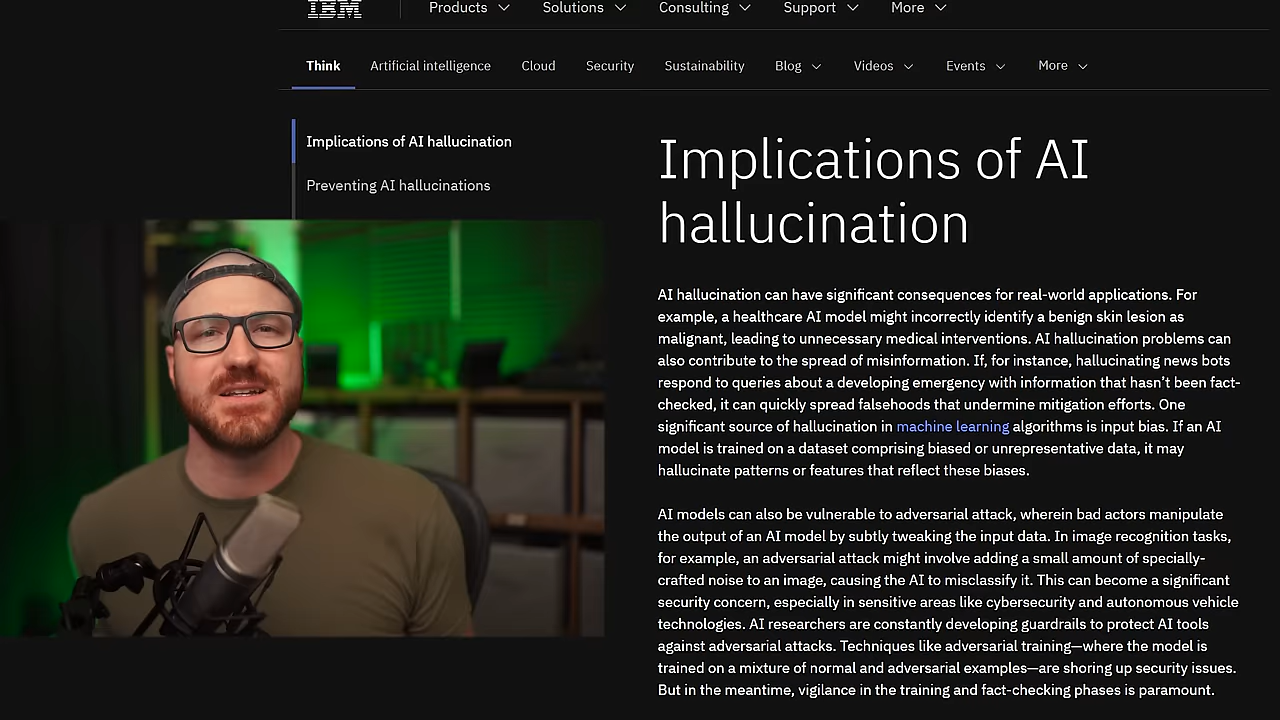 IBM Products Solutions Consulting Support More
Think Artificial intelligence Cloud Security Sustainability Blog Videos Events More
Implications of AI hallucination
Preventing AI hallucinations
Implications of AI
hallucination
AI hallucination can have significant consequences for real-world applications. For
example, a healthcare AI model might incorrectly identify a benign skin lesion as
malignant, leading to unnecessary medical interventions. AI hallucination problems can
also contribute to the spread of misinformation. If, for instance, hallucinating news bots
respond to queries about a developing emergency with information that hasn't been fact-
checked, it can quickly spread falsehoods that undermine mitigation efforts. One
significant source of hallucination in machine learning algorithms is input bias. If an AI
model is trained on a dataset comprising biased or unrepresentative data, it may
hallucinate patterns or features that reflect these biases.
AI models can also be vulnerable to adversarial attack, wherein bad actors manipulate
the output of an AI model by subtly tweaking the input data. In image recognition tasks,
for example, an adversarial attack might involve adding a small amount of specially-
crafted noise to an image, causing the AI to misclassify it. This can become a significant
security concern, especially in sensitive areas like cybersecurity and autonomous vehicle
technologies. AI researchers are constantly developing guardrails to protect AI tools
against adversarial attacks. Techniques like adversarial training—where the model is
trained on a mixture of normal and adversarial examples—are shoring up security issues.
But in the meantime, vigilance in the training and fact-checking phases is paramount.